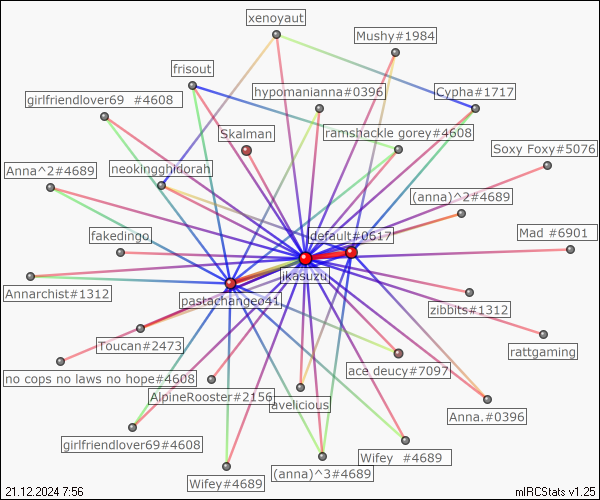 xenoyaut
Mushy#1984
frisout
hypomanianna#0396
Cypha#1717
girlfriendlover69 #4608
Skalman
ramshackle gorey#4608
Soxy Foxy#5076
Anna^2#4689
neokingghidorah
(anna)^2#4689
fakedingo
default#0617
Mad #6901
jkasuzu
Annarchist#1312
pastachangeo41
zibbits#1312
Toucan#2473
rattgaming
no cops no laws no hope#4608
ace deucy#7097
AlpineRooster#2156
avelicious
Anna.#0396
girlfriendlover69#4608
Wifey #4689
(anna)^3#4689
Wifey#4689
21.12.2024 7:56
mIRCStats v1.25